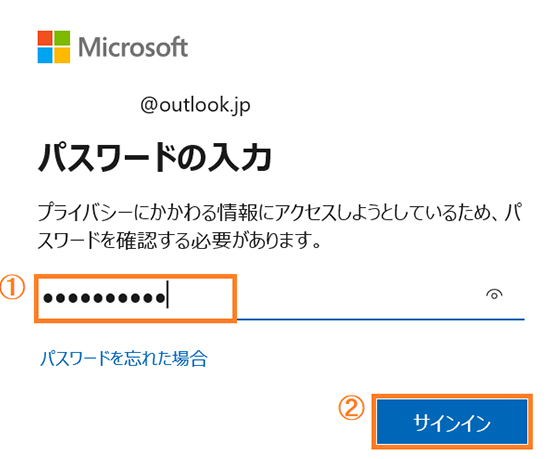 Microsoft
@outlook.jp
パスワードの入力
プライバシーにかかわる情報にアクセスしようとしているため、パ
スワードを確認する必要があります。
① ●●●●●●●●●●
パスワードを忘れた場合
② サインイン